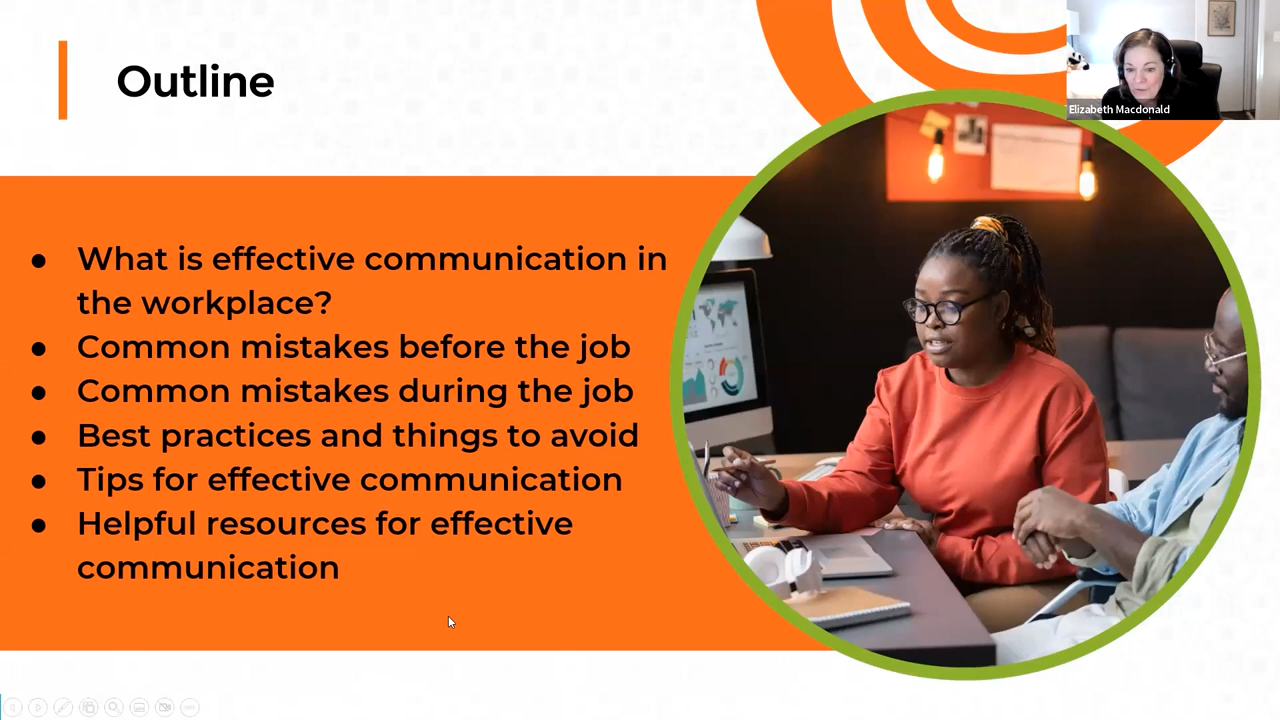 Outline
Elizabeth Macdonald
● What is effective communication in
the workplace?
● Common mistakes before the job
● Common mistakes during the job
● Best practices and things to avoid
● Tips for effective communication
● Helpful resources for effective
communication